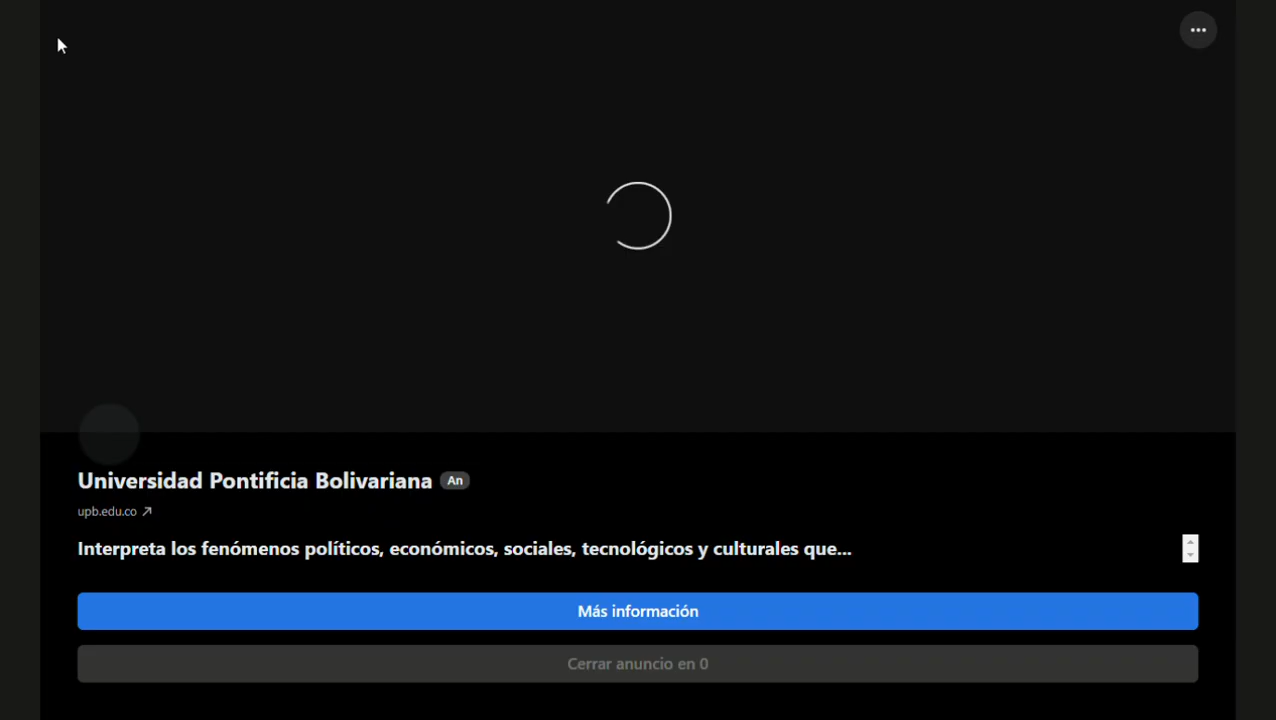 Universidad Pontificia Bolivariana An
upb.edu.co
Interpreta los fenómenos políticos, económicos, sociales, tecnológicos y culturales que...
Más información
Cerrar anuncio en 0